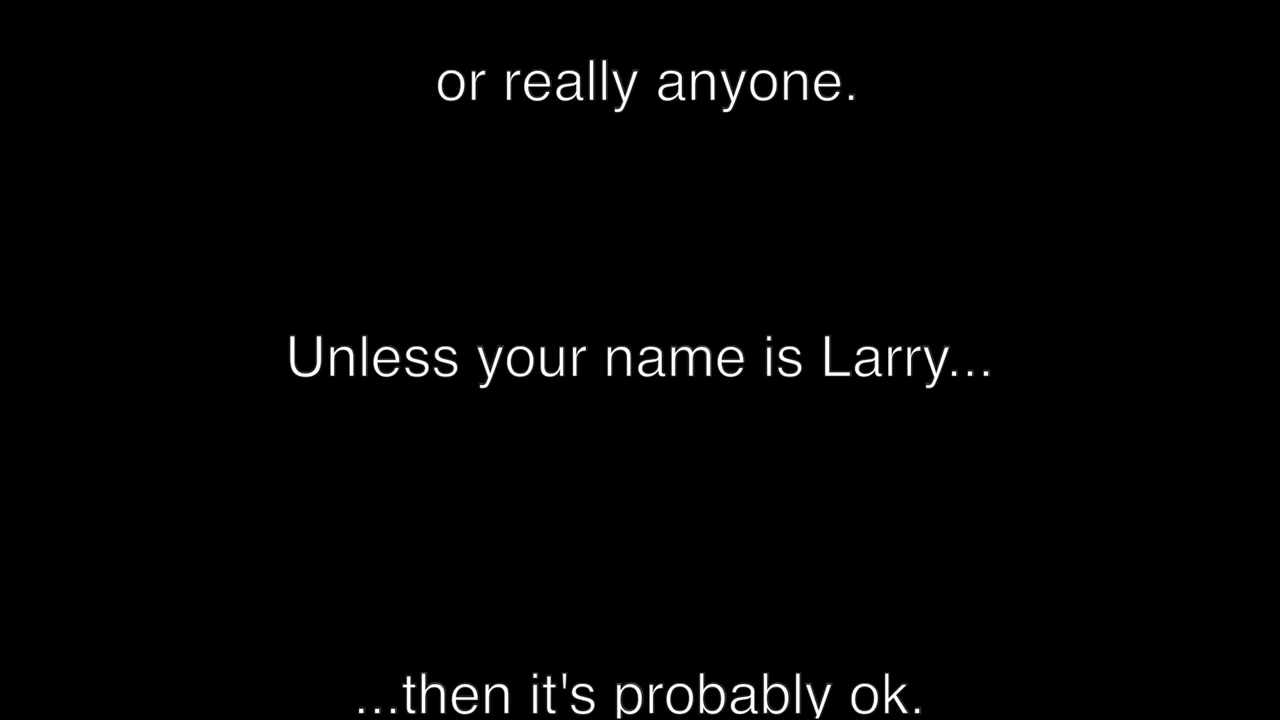 or really anyone.
Unless your name is Larry...
...then it's probably ok.